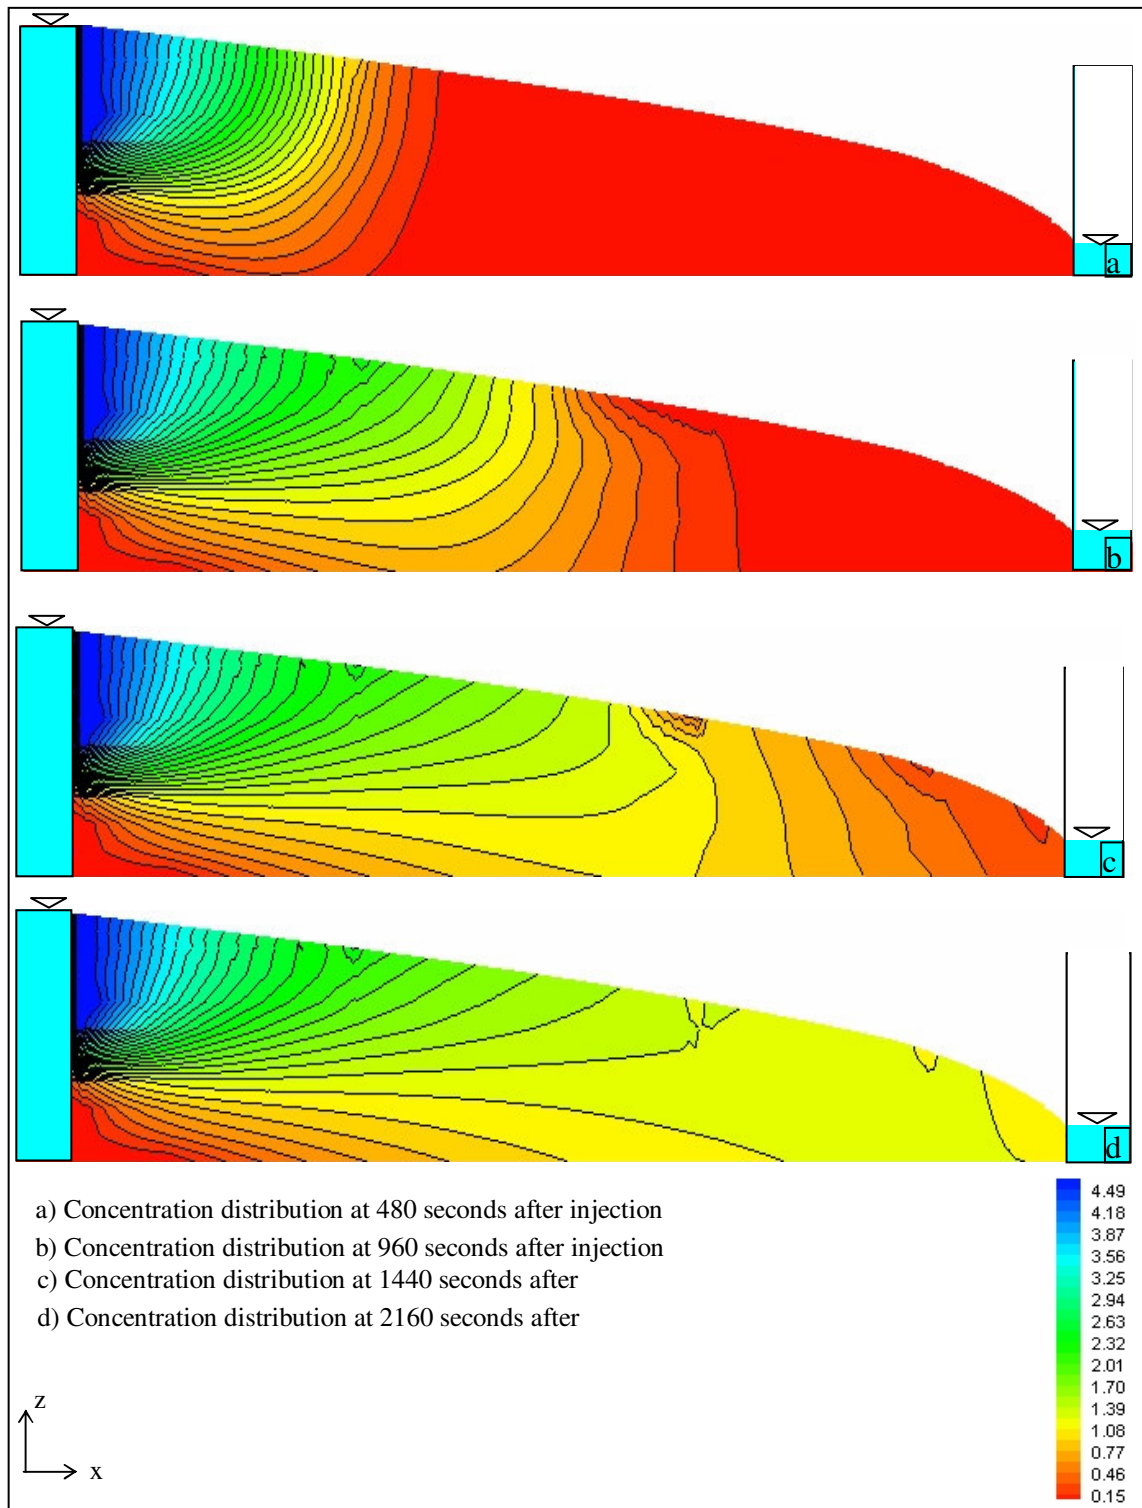 a
b
c
d
a) Concentration distribution at 480 seconds after injection
b) Concentration distribution at 960 seconds after injection
c) Concentration distribution at 1440 seconds after
d) Concentration distribution at 2160 seconds after
4.49
4.18
3.87
3.56
3.25
2.94
2.63
2.32
2.01
1.70
1.39
1.08
0.77
0.46
0.15
z
x